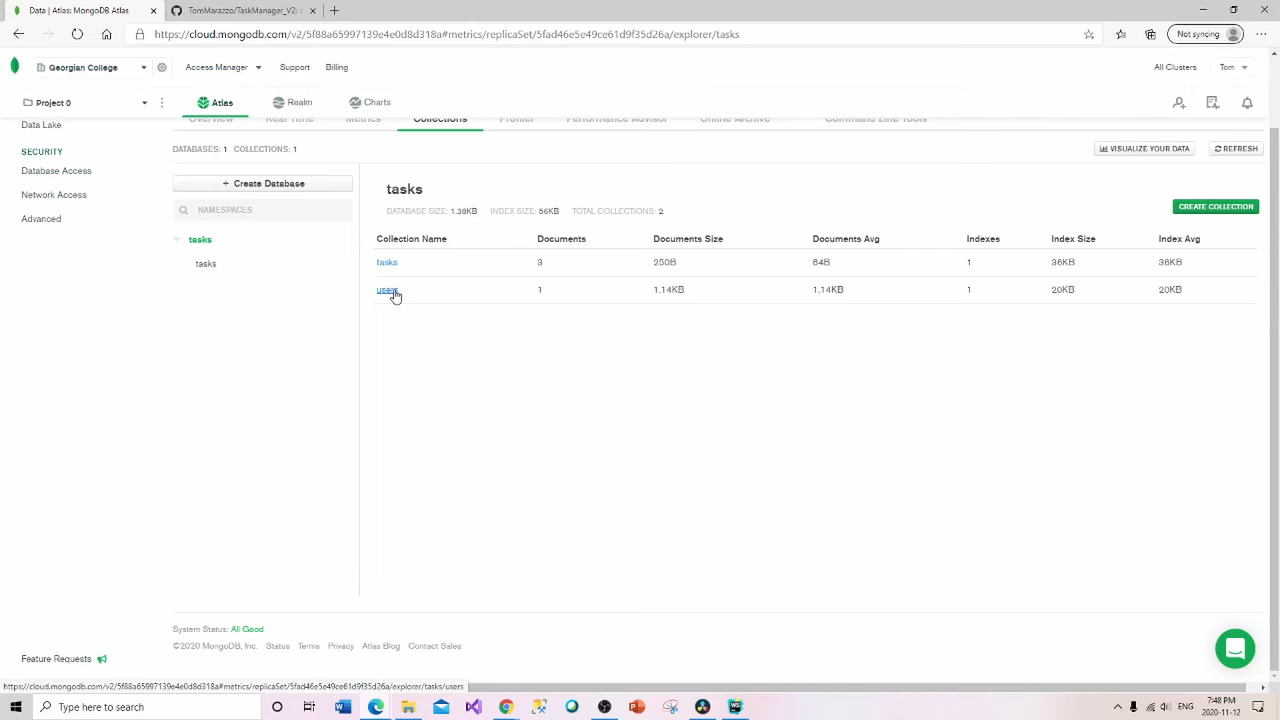 Data | Atlas: MongoDB Atlas
TomMarazzo/TaskManager_V2:
https://cloud.mongodb.com/v2/5f88a65997139e0d8d318a#metrics/replicaSet/5fad46e5e49ce61d9f35d26a/explorer/tasks
Not syncing
Georgian College
Access Manager
Support
Billing
All Clusters
Tom
Project 0
Atlas
Realm
Charts
Data Lake
Overview
Real Time
Metrics
Collections
Profiler
Performance Advisor
Online Archive
Command Line Tools
DATABASES: 1 COLLECTIONS: 1
VISUALIZE YOUR DATA
REFRESH
SECURITY
Database Access
Network Access
Advanced
+ Create Database
NAMESPACES
tasks
tasks
tasks
DATABASE SIZE: 1.38KB INDEX SIZE: 56KB TOTAL COLLECTIONS: 2
CREATE COLLECTION
Collection Name Documents Documents Size Documents Avg Indexes Index Size Index Avg
tasks 3 250B 84B 1 36KB 36KB
users 1 1.14KB 1.14KB 1 20KB 20KB
System Status: All Good
©2020 MongoDB, Inc. Status Terms Privacy Atlas Blog Contact Sales
Feature Requests
https://cloud.mongodb.com/v2/5f88a65997139e0d8d318a#metrics/replicaSet/5fad46e5e49ce61d9f35d26a/explorer/tasks/users
Type here to search
ENG
7:48 PM
2020-11-12